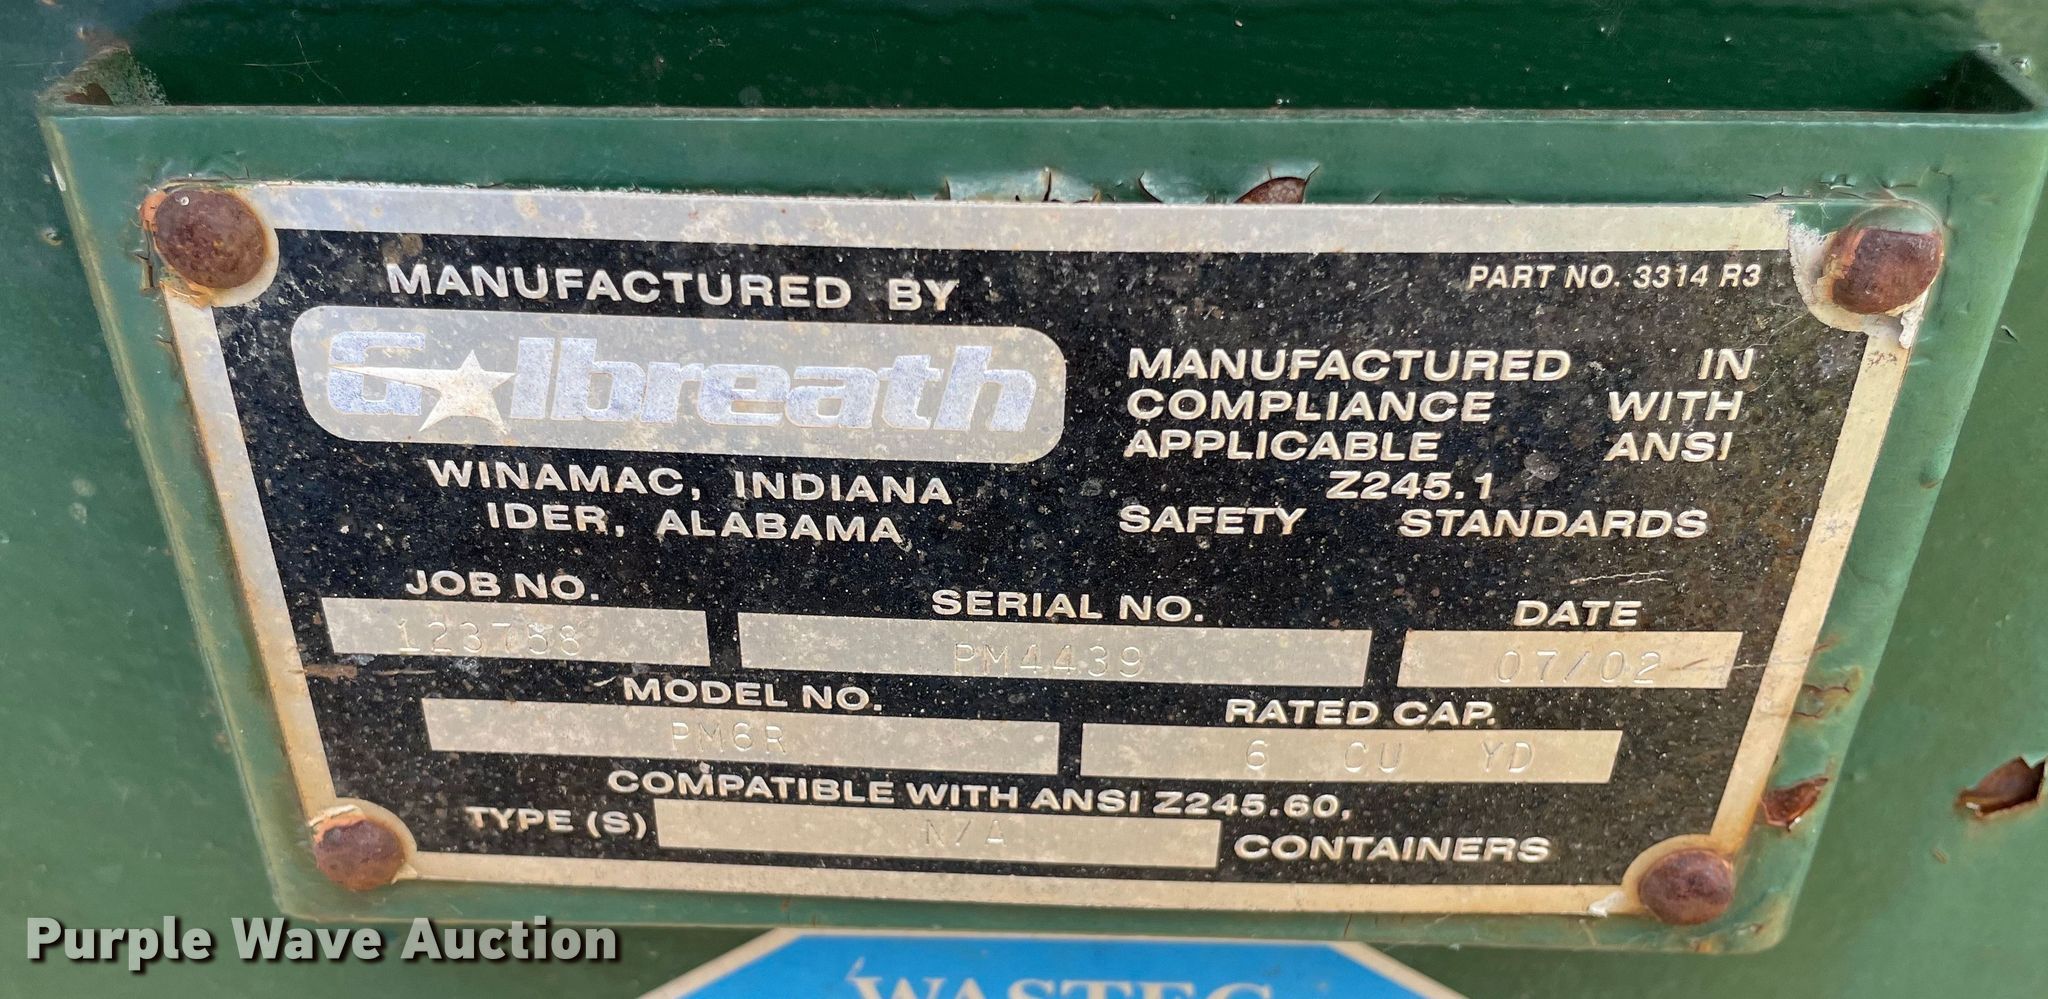 MANUFACTURED BY
Galbreath
WINAMAC, INDIANA
IDER, ALABAMA
PART NO. 3314 R3
MANUFACTURED IN
COMPLIANCE WITH
APPLICABLE ANSI
Z245.1
SAFETY STANDARDS
JOB NO. SERIAL NO. DATE
123758 PM4439 07/02
MODEL NO. RATED CAP.
PM6R 6 CU YD
COMPATIBLE WITH ANSI Z245.60,
TYPE (S) N/A CONTAINERS
Purple Wave Auction
WASTEC